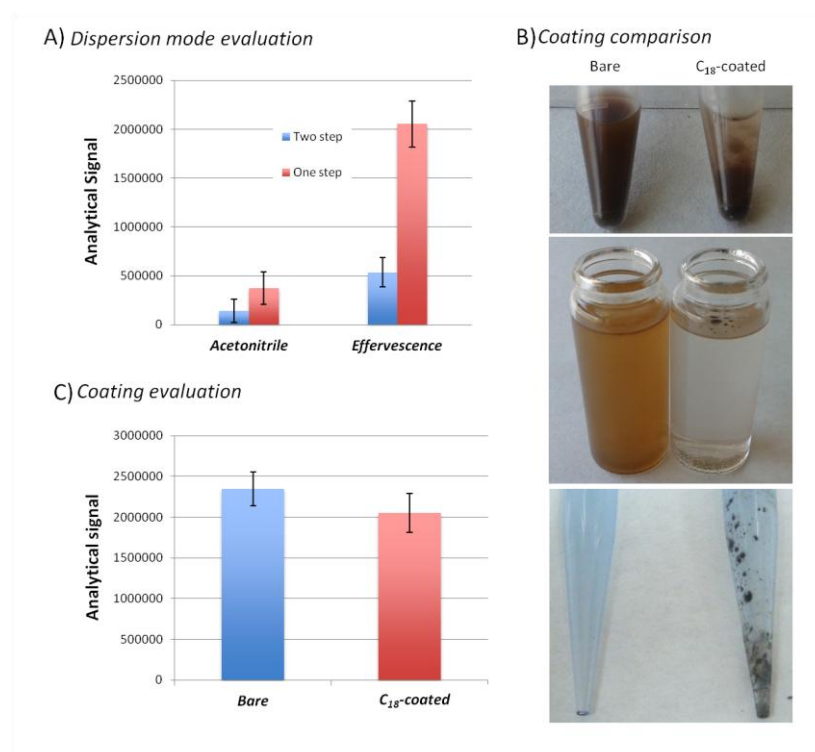 A) Dispersion mode evaluation
2500000
2000000
1500000
1000000
500000
0
Analytical Signal
Two step
One step
Acetonitrile
Effervescence
B) Coating comparison
Bare
C18-coated
C) Coating evaluation
3000000
2500000
2000000
1500000
1000000
500000
0
Analytical signal
Bare
C18-coated